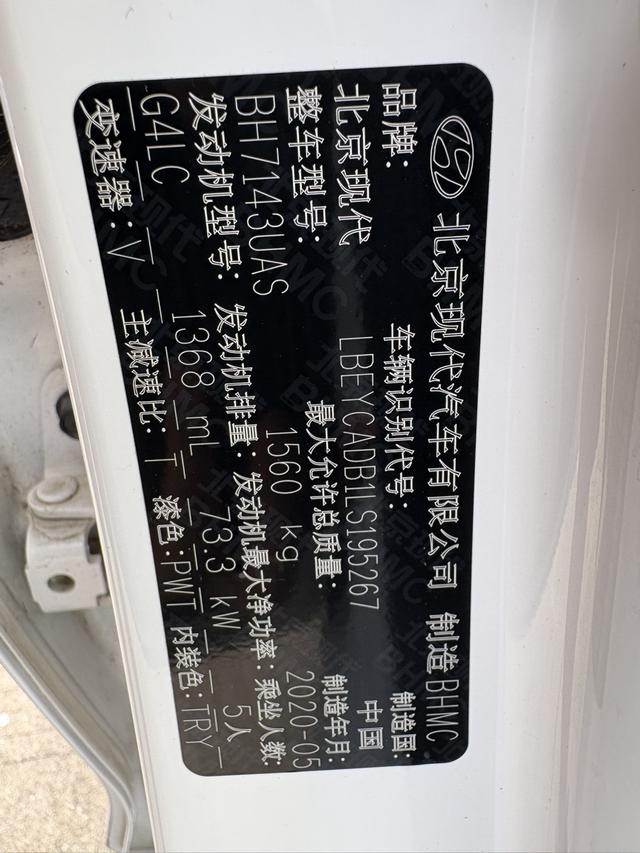 北京现代汽车有限公司 制造 BHMC
品牌: 车辆识别代号: 制造国:
北京现代 LBEYCADB1LS195267 中国
整车型号: 最大允许总质量: 制造年月:
BH7143UAS 1560 kg 2020-05
发动机型号: 发动机排量: 发动机最大净功率: 乘坐人数:
G4LC 1368 mL 73.3 kW 5人
变速器: V 主减速比: T 漆色: PWT 内装色: TRY